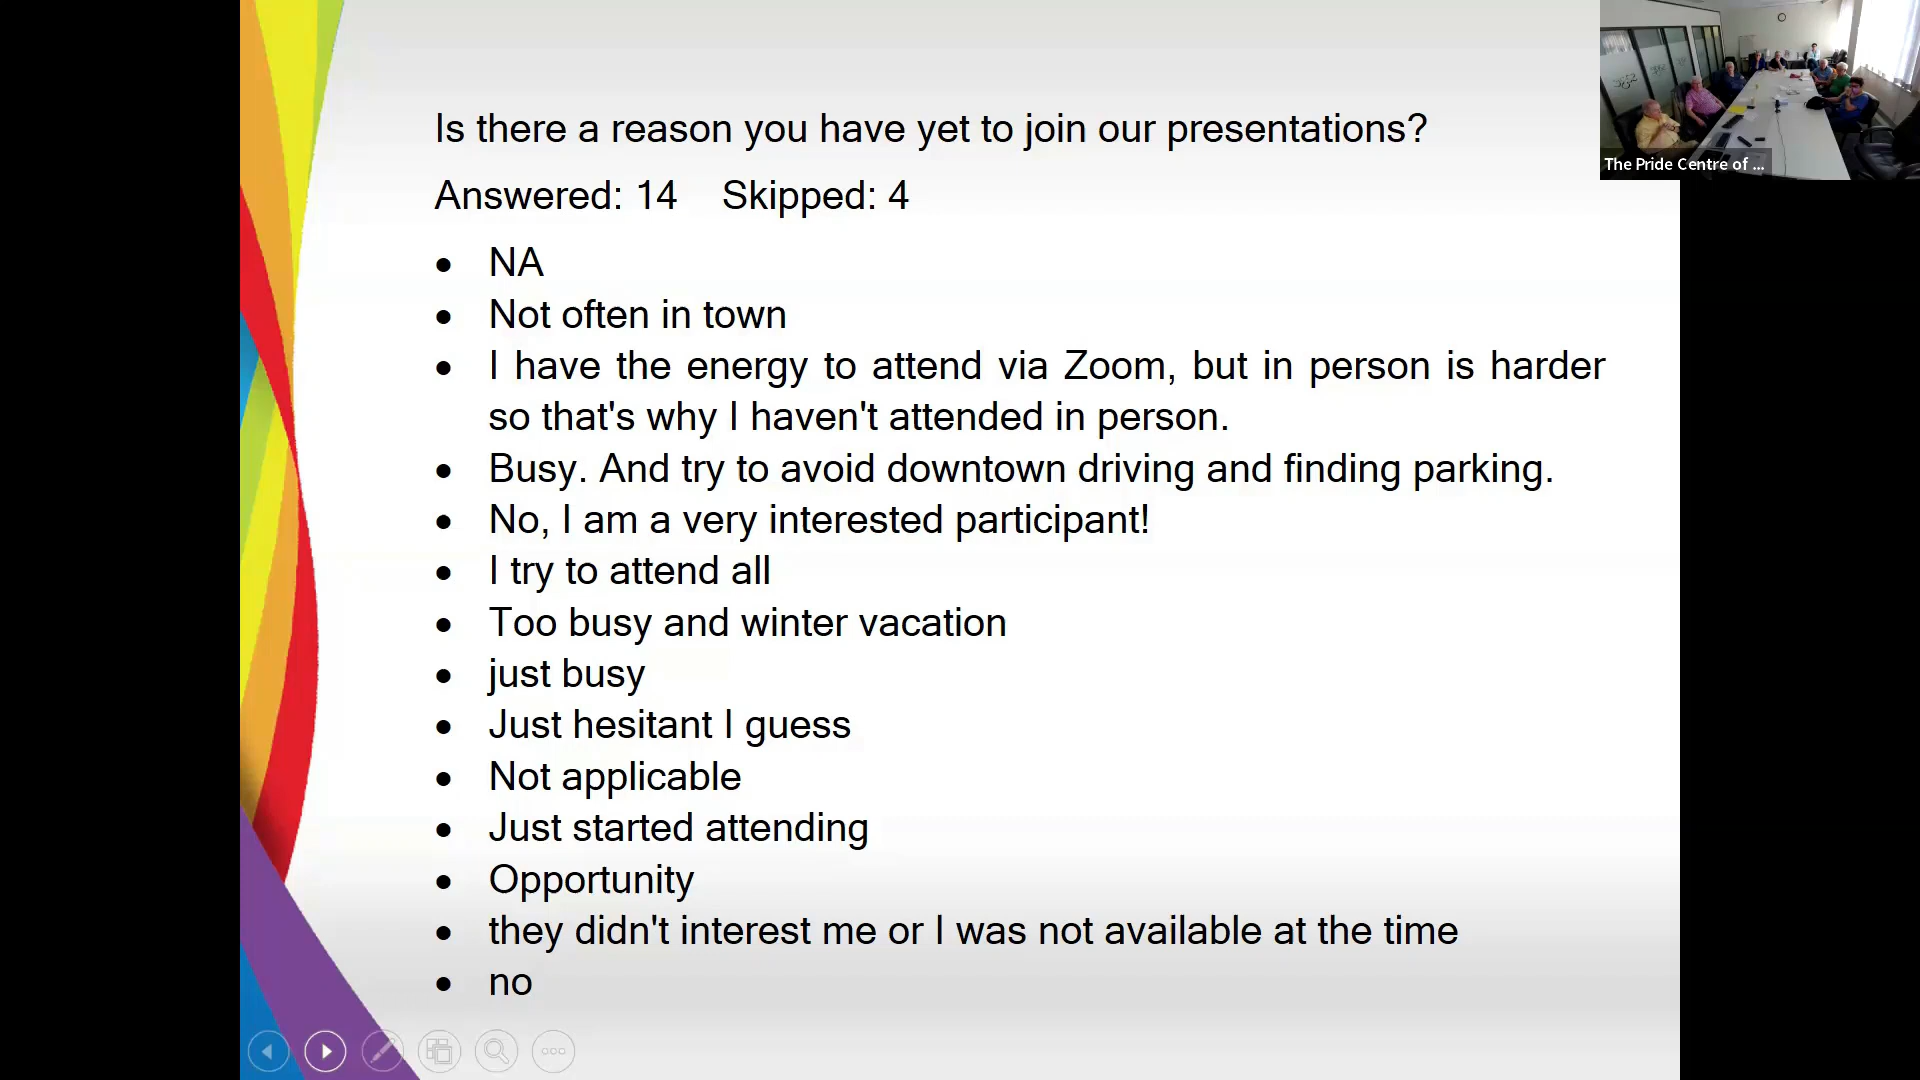 Is there a reason you have yet to join our presentations?
Answered: 14    Skipped: 4
• NA
• Not often in town
• I have the energy to attend via Zoom, but in person is harder
so that's why I haven't attended in person.
• Busy. And try to avoid downtown driving and finding parking.
• No, I am a very interested participant!
• I try to attend all
• Too busy and winter vacation
• just busy
• Just hesitant I guess
• Not applicable
• Just started attending
• Opportunity
• they didn't interest me or I was not available at the time
• no
The Pride Centre of ...